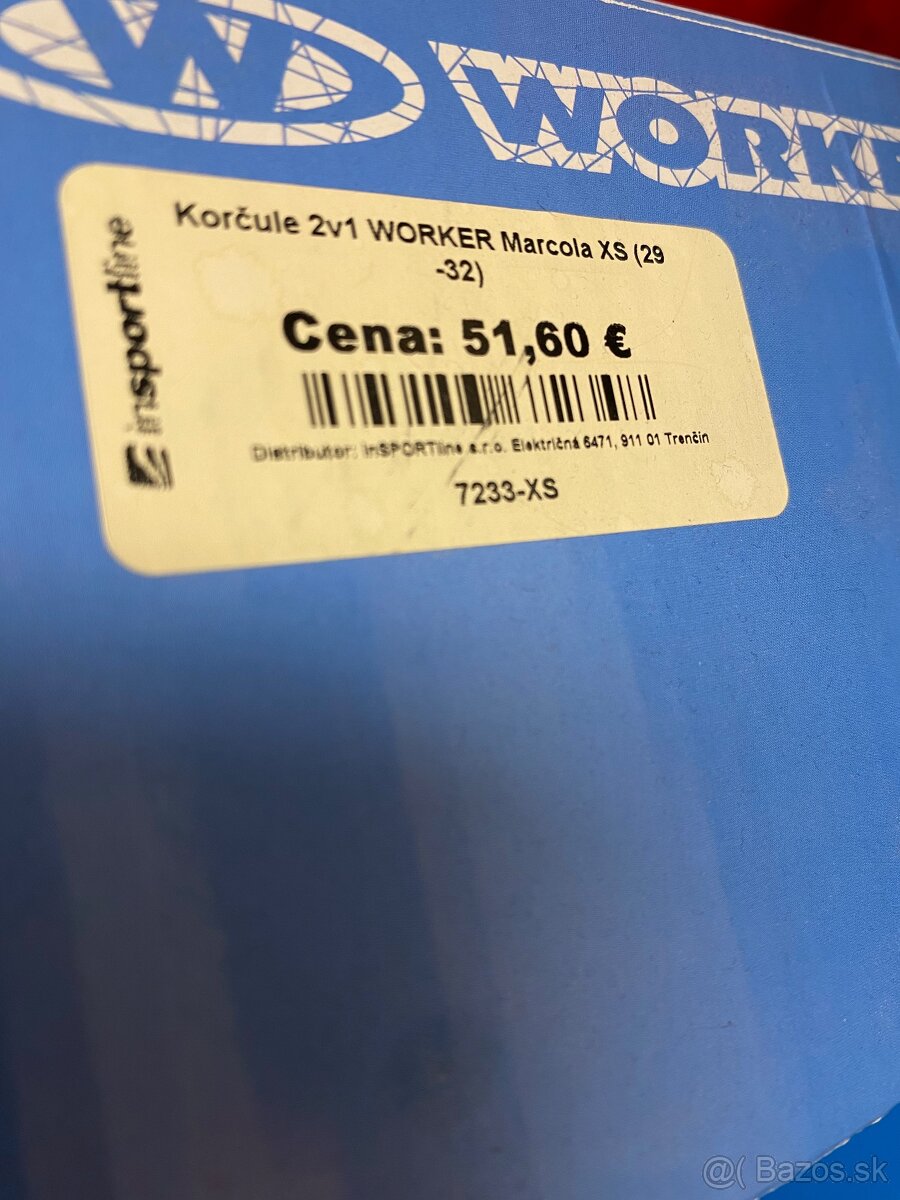 W WORKE
Korčule 2v1 WORKER Marcola XS (29
-32)
Cena: 51,60 €
Distributor: inSPORTline s.r.o. Električná 6471, 911 01 Trenčín
7233-XS
insportline
@( Bazos.sk